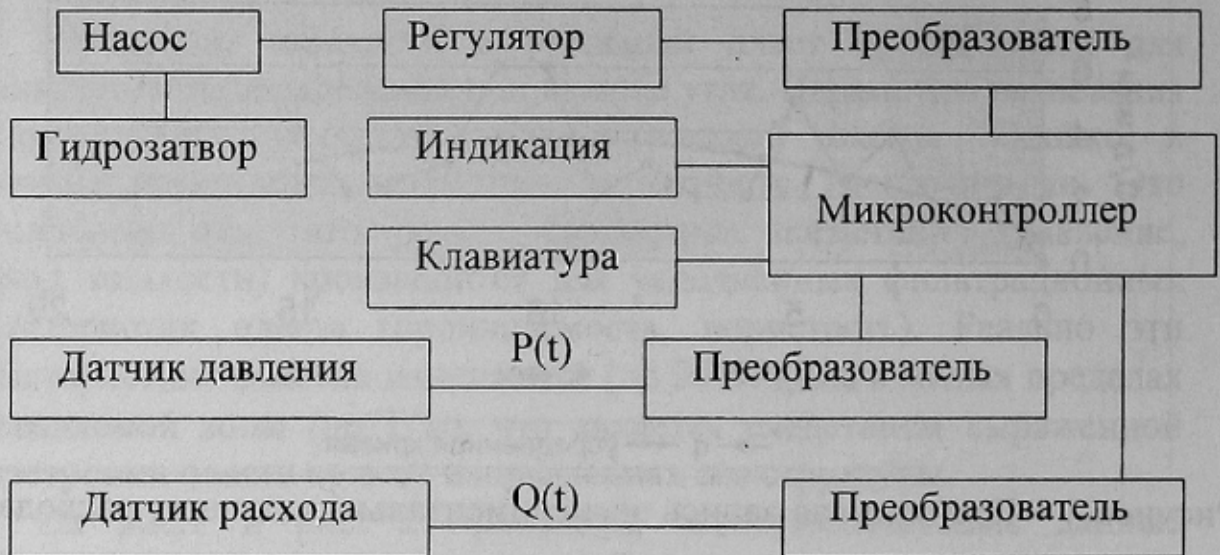 Насос Регулятор Преобразователь
Гидрозатвор Индикация
Микроконтроллер
Клавиатура
Датчик давления P(t) Преобразователь
Датчик расхода Q(t) Преобразователь